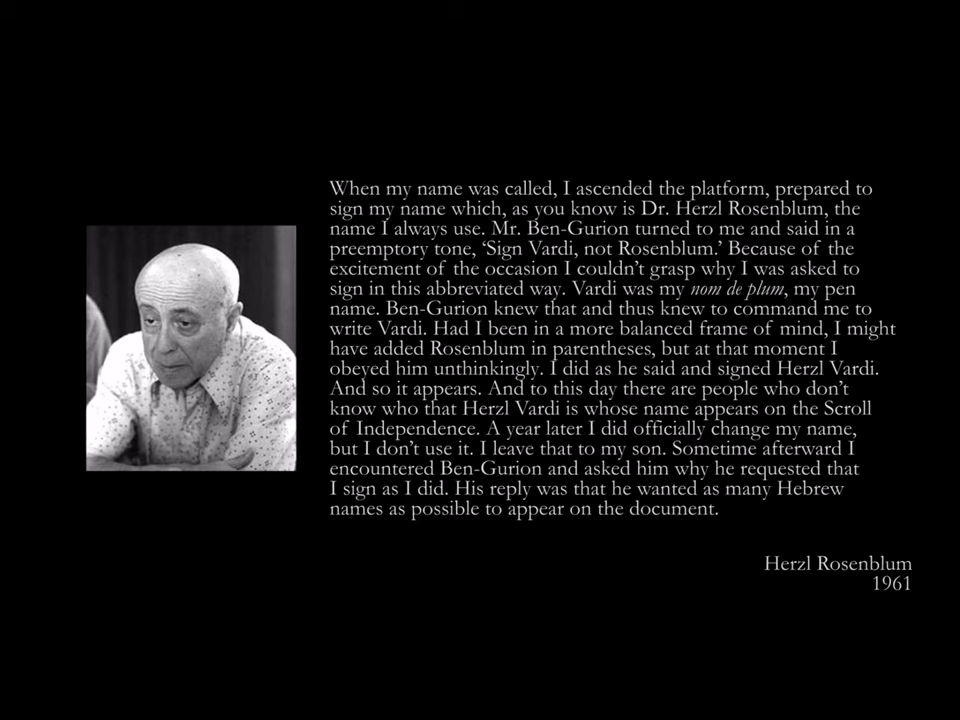 When my name was called, I ascended the platform, prepared to
sign my name which, as you know is Dr. Herzl Rosenblum, the
name I always use. Mr. Ben-Gurion turned to me and said in a
preemptory tone, ‘Sign Vardi, not Rosenblum.’ Because of the
excitement of the occasion I couldn’t grasp why I was asked to
sign in this abbreviated way. Vardi was my nom de plum, my pen
name. Ben-Gurion knew that and thus knew to command me to
write Vardi. Had I been in a more balanced frame of mind, I might
have added Rosenblum in parentheses, but at that moment I
obeyed him unthinkingly. I did as he said and signed Herzl Vardi.
And so it appears. And to this day there are people who don’t
know who that Herzl Vardi is whose name appears on the Scroll
of Independence. A year later I did officially change my name,
but I don’t use it. I leave that to my son. Sometime afterward I
encountered Ben-Gurion and asked him why he requested that
I sign as I did. His reply was that he wanted as many Hebrew
names as possible to appear on the document.
Herzl Rosenblum
1961